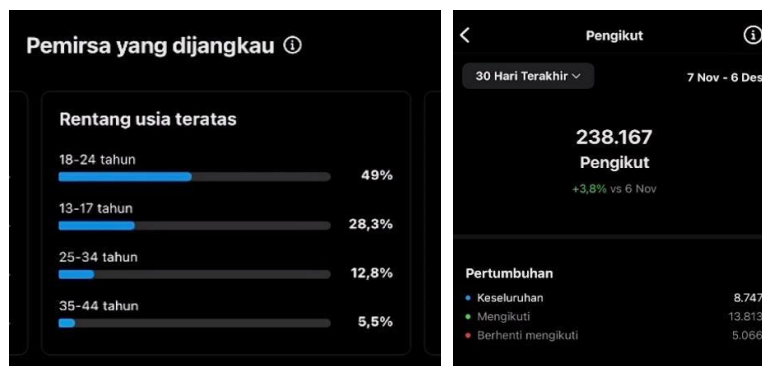 Pemirsa yang dijangkau
Rentang usia teratas
18-24 tahun
49%
13-17 tahun
28,3%
25-34 tahun
12,8%
35-44 tahun
5,5%
Pengikut
30 Hari Terakhir
7 Nov - 6 Des
238.167
Pengikut
+3,8% vs 6 Nov
Pertumbuhan
Keseluruhan 8.747
Mengikuti 13.813
Berhenti mengikuti 5.066